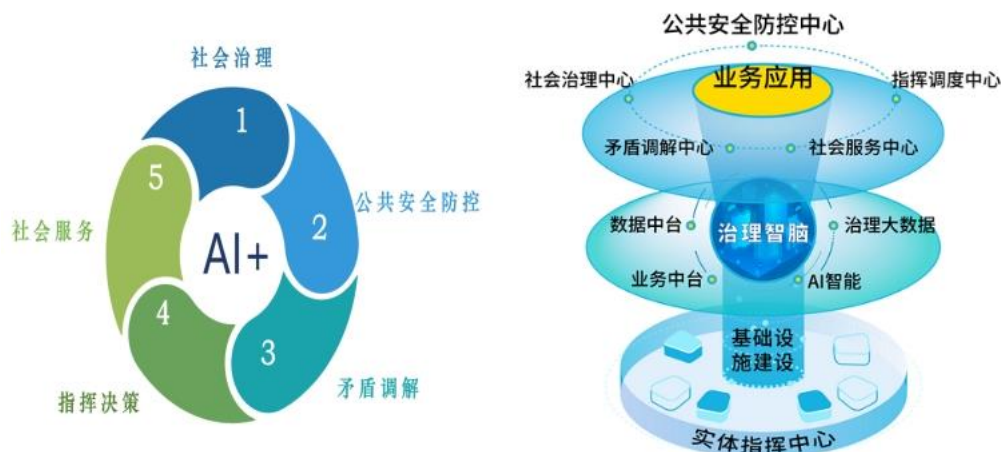 社会治理
1
公共安全防控
2
矛盾调解
3
指挥决策
4
社会服务
5
AI+
公共安全防控中心
业务应用
社会治理中心
指挥调度中心
矛盾调解中心
社会服务中心
数据中台
治理智脑
治理大数据
业务中台
AI智能
基础设
施建设
实体指挥中心